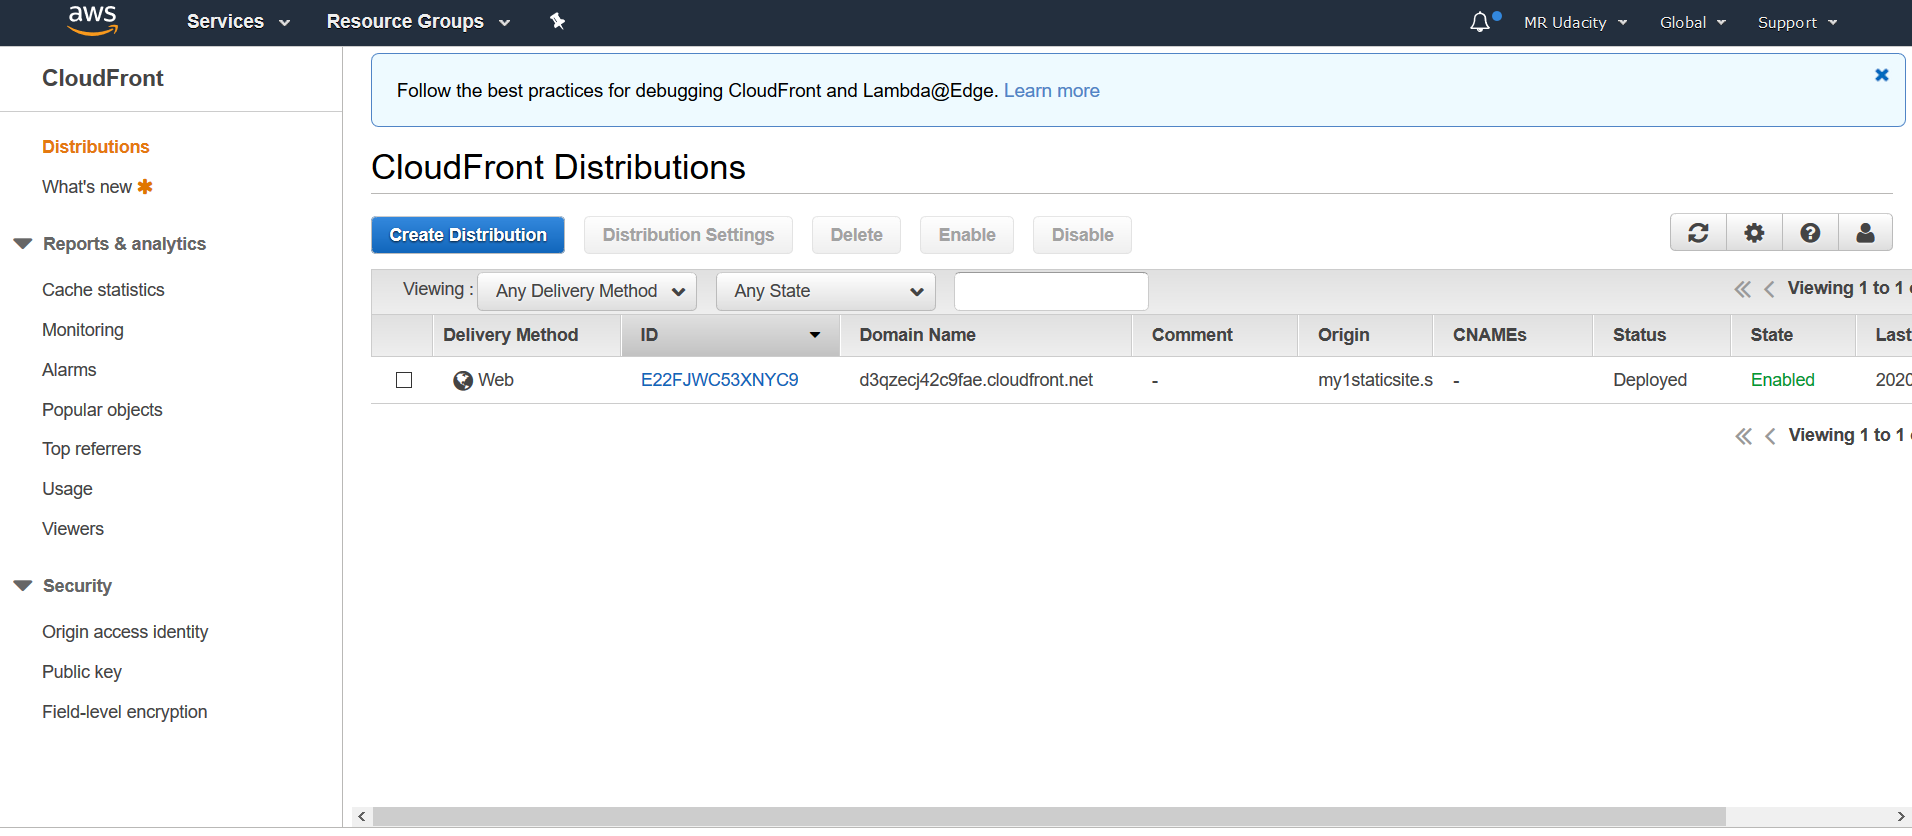 aws Services Resource Groups MR Udacity Global Support
CloudFront
Distributions
What's new
Reports & analytics
Cache statistics
Monitoring
Alarms
Popular objects
Top referrers
Usage
Viewers
Security
Origin access identity
Public key
Field-level encryption
Follow the best practices for debugging CloudFront and Lambda@Edge. Learn more
CloudFront Distributions
Create Distribution Distribution Settings Delete Enable Disable
Viewing : Any Delivery Method Any State Viewing 1 to 1
Delivery Method ID Domain Name Comment Origin CNAMEs Status State Last
Web E22FJWC53XNYC9 d3qzecj42c9fae.cloudfront.net - my1staticsite.s - Deployed Enabled 2020
Viewing 1 to 1